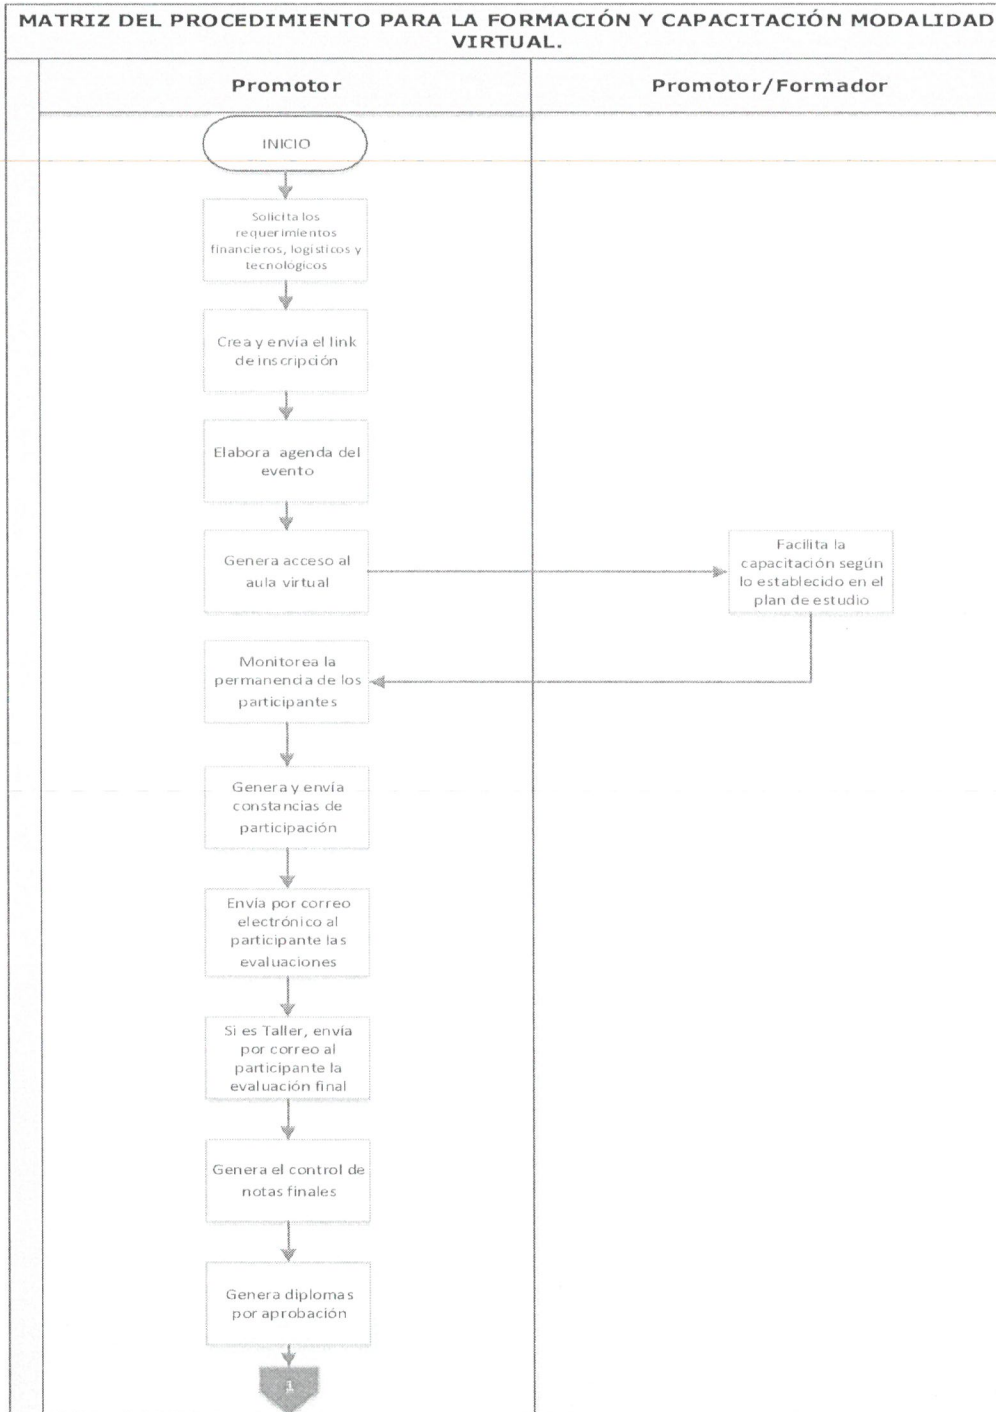 MATRIZ DEL PROCEDIMIENTO PARA LA FORMACIÓN Y CAPACITACIÓN MODALIDAD
VIRTUAL.
Promotor
Promotor/Formador
INICIO
Solicita los
requerimientos
financieros, logísticos y
tecnológicos
Crea y envía el link
de inscripción
Elabora agenda del
evento
Genera acceso al
aula virtual
Facilita la
capacitación según
lo establecido en el
plan de estudio
Monitorea la
permanencia de los
participantes
Genera y envía
constancias de
participación
Envía por correo
electrónico al
participante las
evaluaciones
Si es Taller, envía
por correo al
participante la
evaluación final
Genera el control de
notas finales
Genera diplomas
por aprobación
1